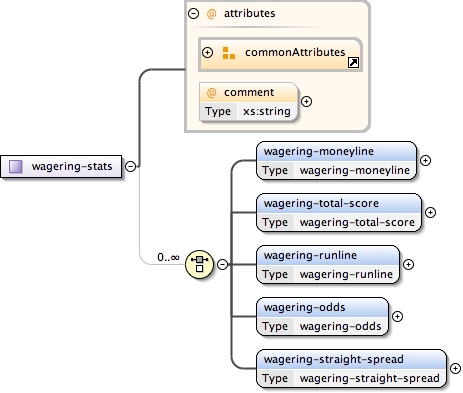 @ attributes
commonAttributes
@ comment
Type xs:string
wagering-stats
0..∞
wagering-moneyline
Type wagering-moneyline
wagering-total-score
Type wagering-total-score
wagering-runline
Type wagering-runline
wagering-odds
Type wagering-odds
wagering-straight-spread
Type wagering-straight-spread